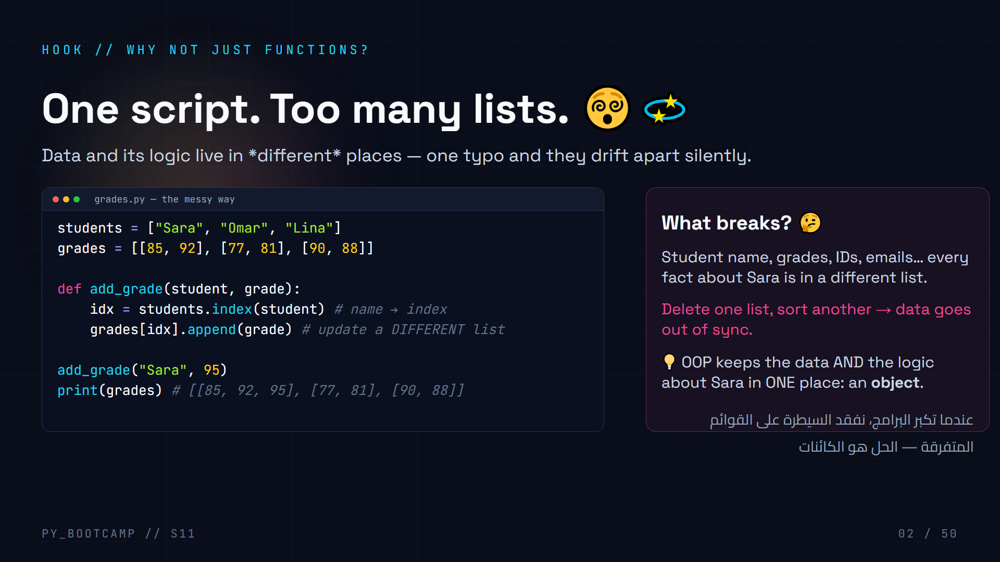 HOOK // WHY NOT JUST FUNCTIONS?
One script. Too many lists. 😵‍💫
Data and its logic live in *different* places — one typo and they drift apart silently.
grades.py — the messy way
students = ["Sara", "Omar", "Lina"]
grades = [[85, 92], [77, 81], [90, 88]]
def add_grade(student, grade):
    idx = students.index(student) # name → index
    grades[idx].append(grade) # update a DIFFERENT list
add_grade("Sara", 95)
print(grades) # [[85, 92, 95], [77, 81], [90, 88]]
What breaks? 🤔
Student name, grades, IDs, emails… every
fact about Sara is in a different list.
Delete one list, sort another → data goes
out of sync.
💡 OOP keeps the data AND the logic
about Sara in ONE place: an object.
عندما تكبر البرامج، نفقد السيطرة على القوائم
المتفرقة — الحل هو الكائنات
PY_BOOTCAMP // S11
02 / 50